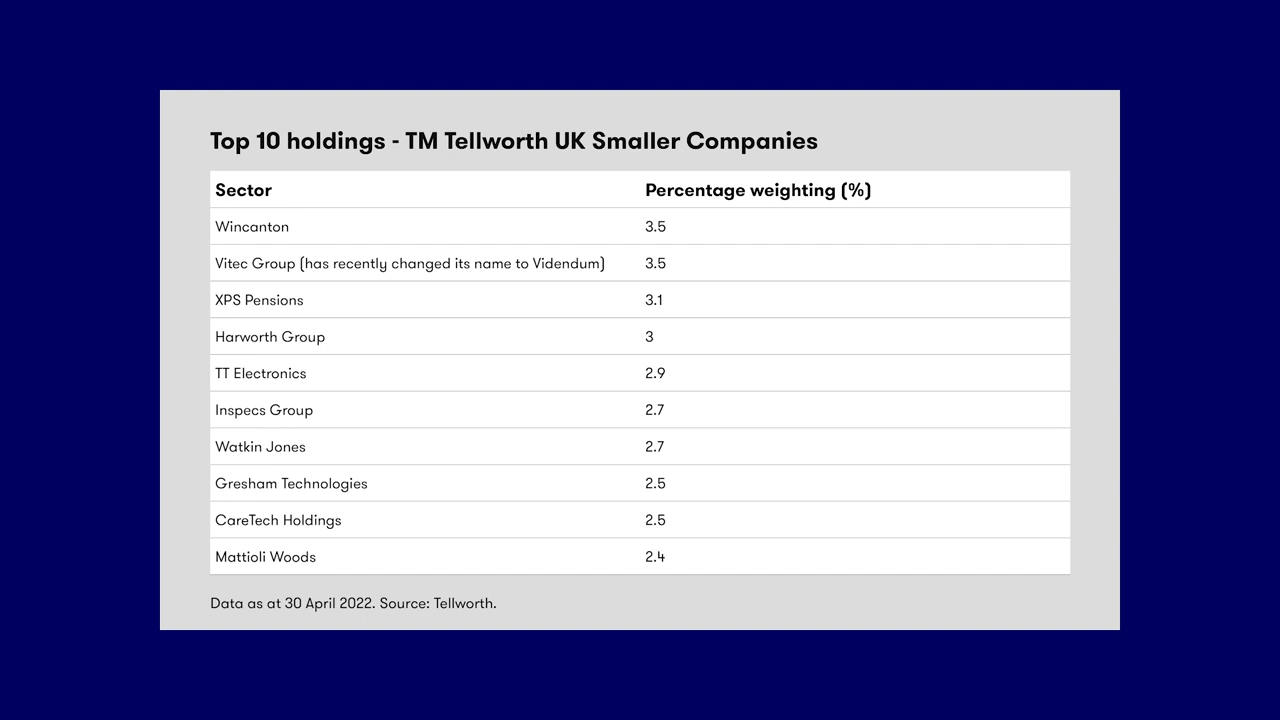 Top 10 holdings - TM Tellworth UK Smaller Companies
Sector Percentage weighting (%)
Wincanton 3.5
Vitec Group (has recently changed its name to Videndum) 3.5
XPS Pensions 3.1
Harworth Group 3
TT Electronics 2.9
Inspecs Group 2.7
Watkin Jones 2.7
Gresham Technologies 2.5
CareTech Holdings 2.5
Mattioli Woods 2.4
Data as at 30 April 2022. Source: Tellworth.